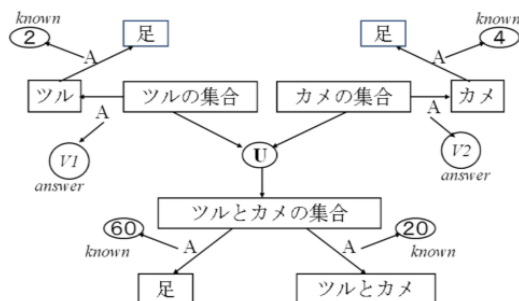 known
known
足
足
2
4
A
A
ツル
ツルの集合
カメの集合
カメ
A
A
V1
U
V2
answer
answer
ツルとカメの集合
60
A
A
20
known
known
足
ツルとカメ